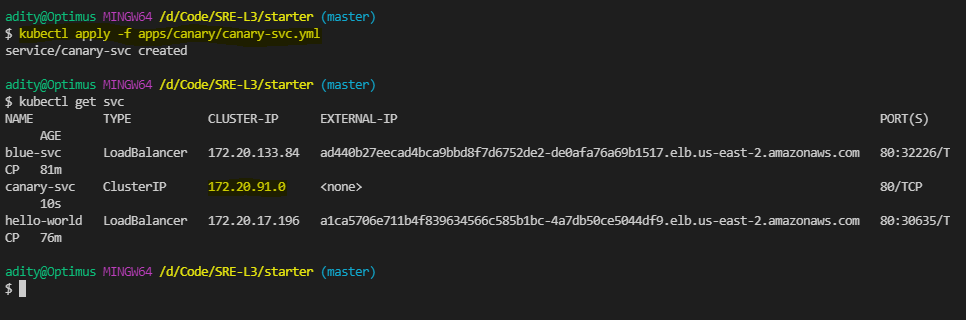 adity@Optimus MINGW64 /d/Code/SRE-L3/starter (master)
$ kubectl apply -f apps/canary/canary-svc.yml
service/canary-svc created
adity@Optimus MINGW64 /d/Code/SRE-L3/starter (master)
$ kubectl get svc
NAME TYPE CLUSTER-IP EXTERNAL-IP PORT(S)
AGE
blue-svc LoadBalancer 172.20.133.84 ad440b27eecad4bca9bbd8f7d6752de2-de0afa76a69b1517.elb.us-east-2.amazonaws.com 80:32226/T
CP 81m
canary-svc ClusterIP 172.20.91.0 <none> 80/TCP
10s
hello-world LoadBalancer 172.20.17.196 a1ca5706e711b4f839634566c585b1bc-4a7db50ce5044df9.elb.us-east-2.amazonaws.com 80:30635/T
CP 76m
adity@Optimus MINGW64 /d/Code/SRE-L3/starter (master)
$